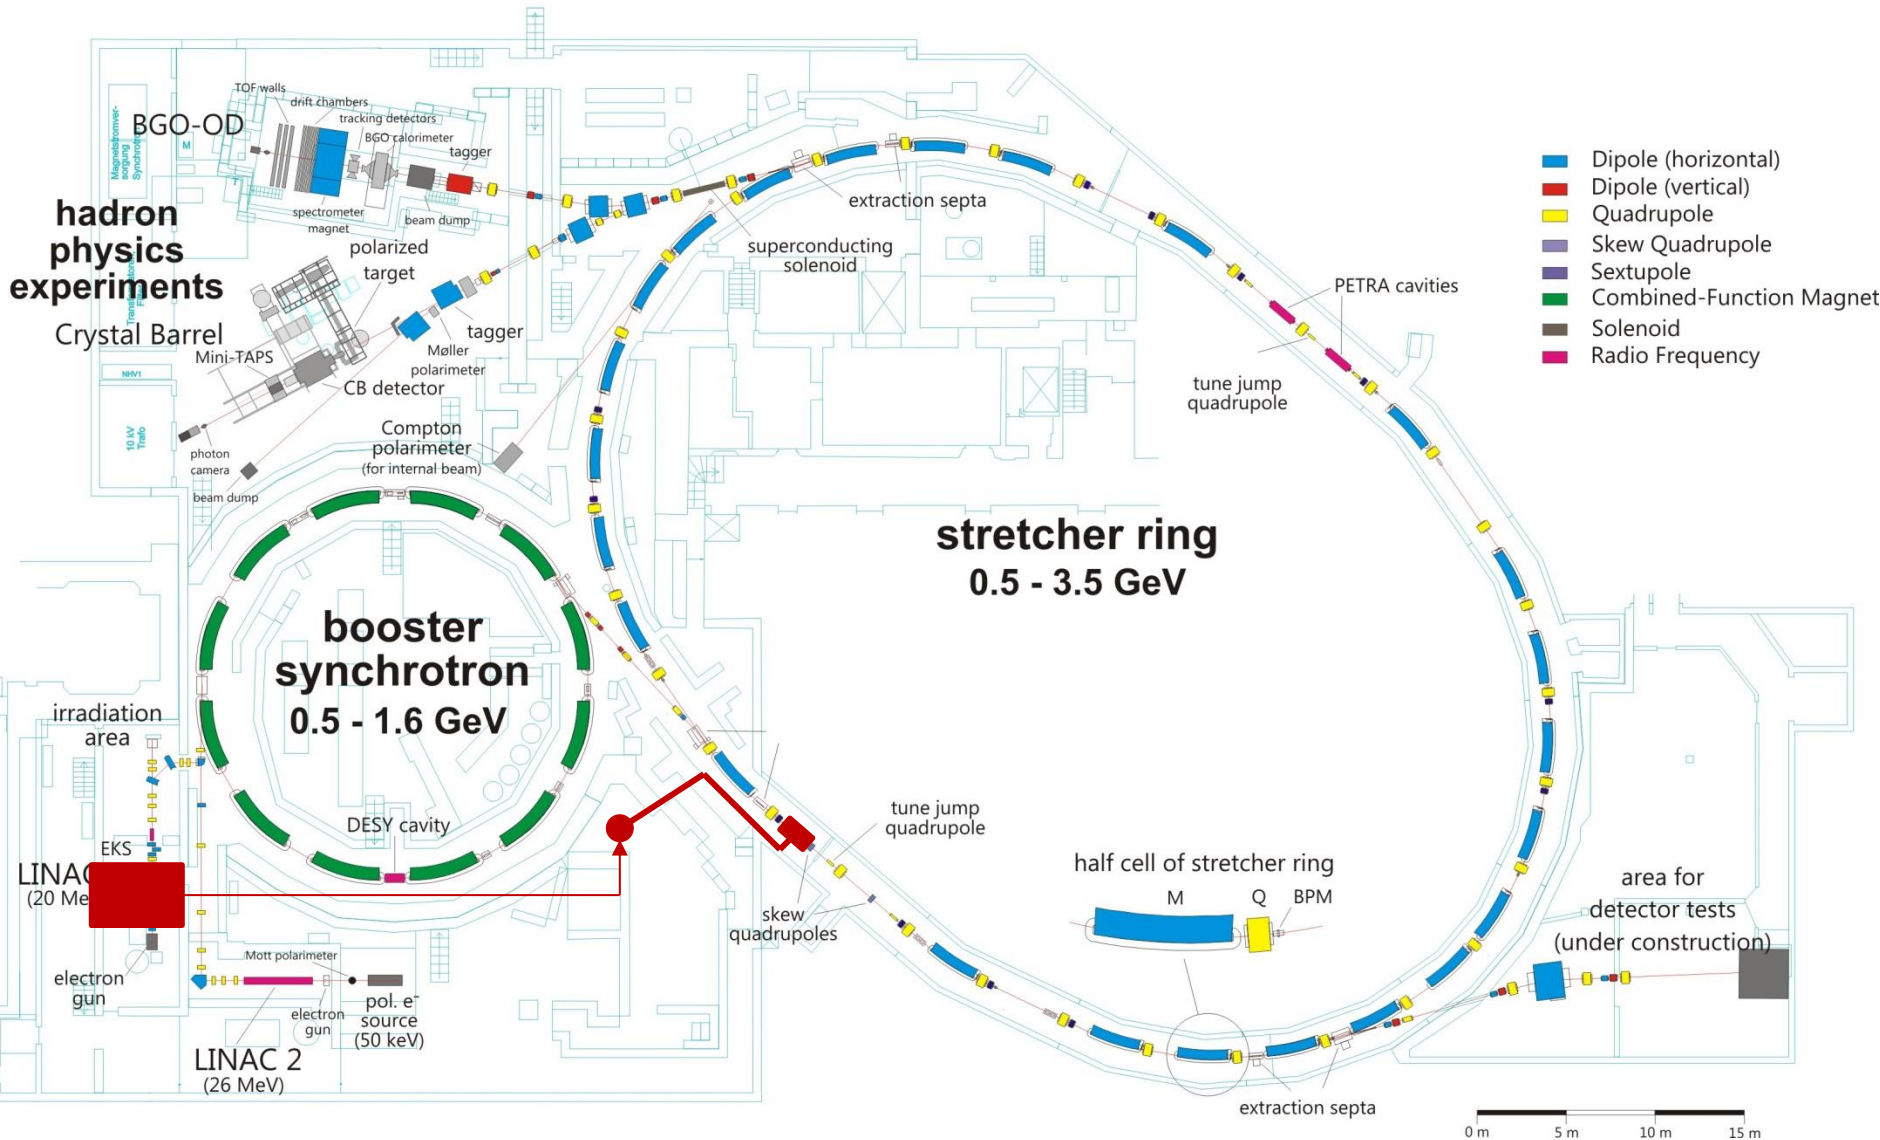 TOF walls
drift chambers
tracking detectors
BGO calorimeter
tagger
BGO-OD
M
T
spectrometer
magnet
beam dump
hadron
physics
experiments
Crystal Barrel
polarized
target
tagger
Møller
polarimeter
Mini-TAPS
CB detector
NHV1
10 kV
Trafo
photon
camera
beam dump
Compton
polarimeter
(for internal beam)
extraction septa
superconducting
solenoid
PETRA cavities
tune jump
quadrupole
Dipole (horizontal)
Dipole (vertical)
Quadrupole
Skew Quadrupole
Sextupole
Combined-Function Magnet
Solenoid
Radio Frequency
stretcher ring
0.5 - 3.5 GeV
booster
synchrotron
0.5 - 1.6 GeV
irradiation
area
DESY cavity
EKS
electron
gun
Mott polarimeter
electron
gun
pol. e⁻
source
(50 keV)
LINAC 2
(26 MeV)
tune jump
quadrupole
skew
quadrupoles
half cell of stretcher ring
M
Q
BPM
area for
detector tests
(under construction)
extraction septa
0 m
5 m
10 m
15 m